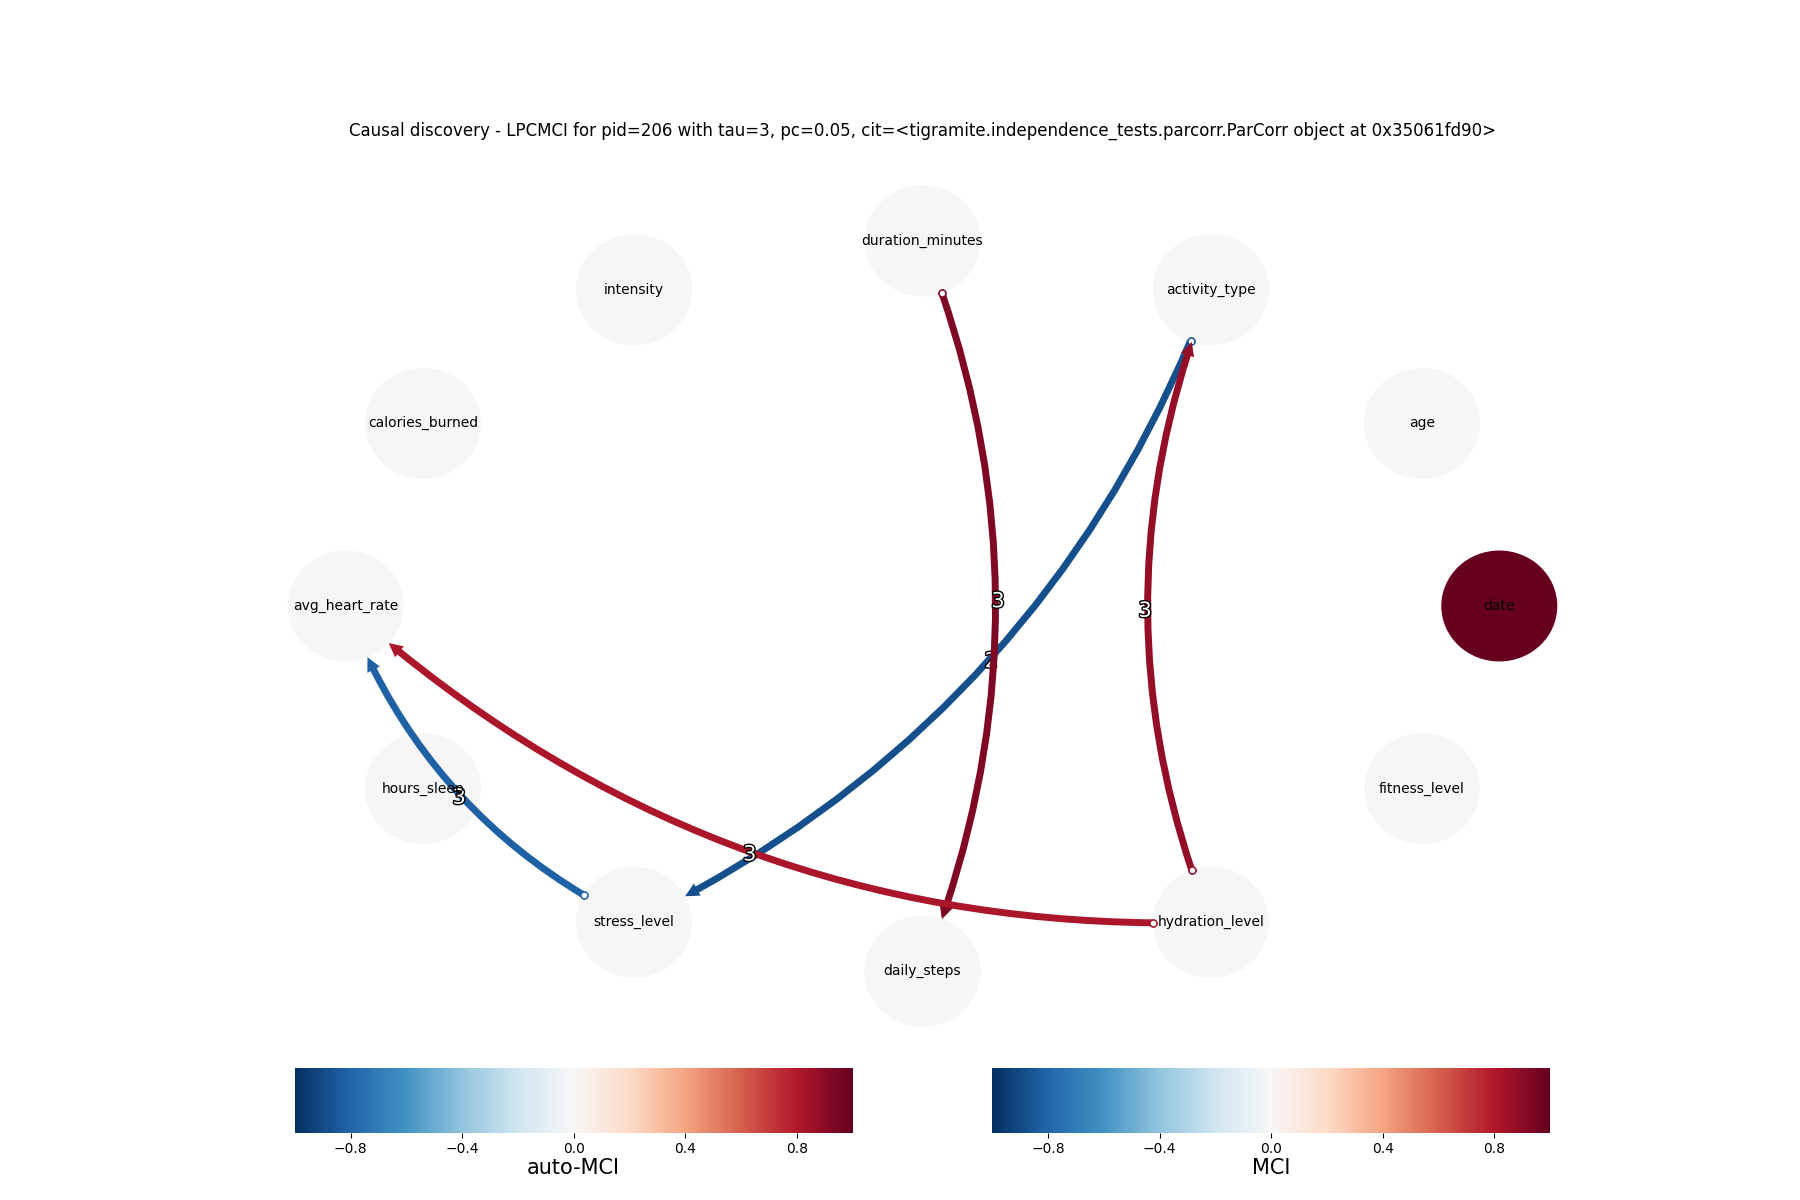 Causal discovery - LPCMCI for pid=206 with tau=3, pc=0.05, cit=<tigramite.independence_tests.parcorr.ParCorr object at 0x35061fd90>
duration_minutes
intensity
activity_type
calories_burned
age
avg_heart_rate
3
3
date
hours_sleep
3
fitness_level
3
stress_level
hydration_level
daily_steps
−0.8 −0.4 0.0 0.4 0.8
auto-MCI
−0.8 −0.4 0.0 0.4 0.8
MCI